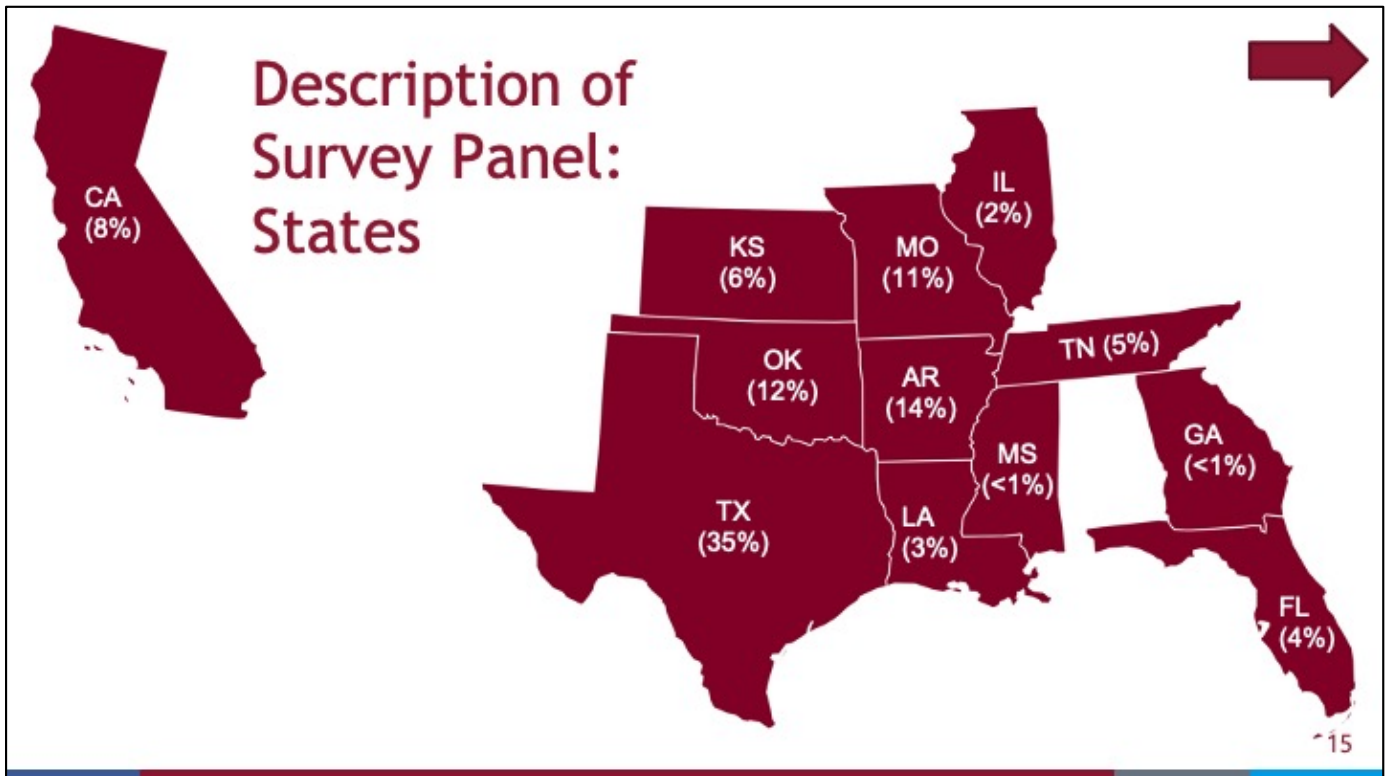 Description of
Survey Panel:
States
CA
(8%)
IL
(2%)
KS
(6%)
MO
(11%)
TN (5%)
OK
(12%)
AR
(14%)
GA
(<1%)
MS
(<1%)
TX
(35%)
LA
(3%)
FL
(4%)
15